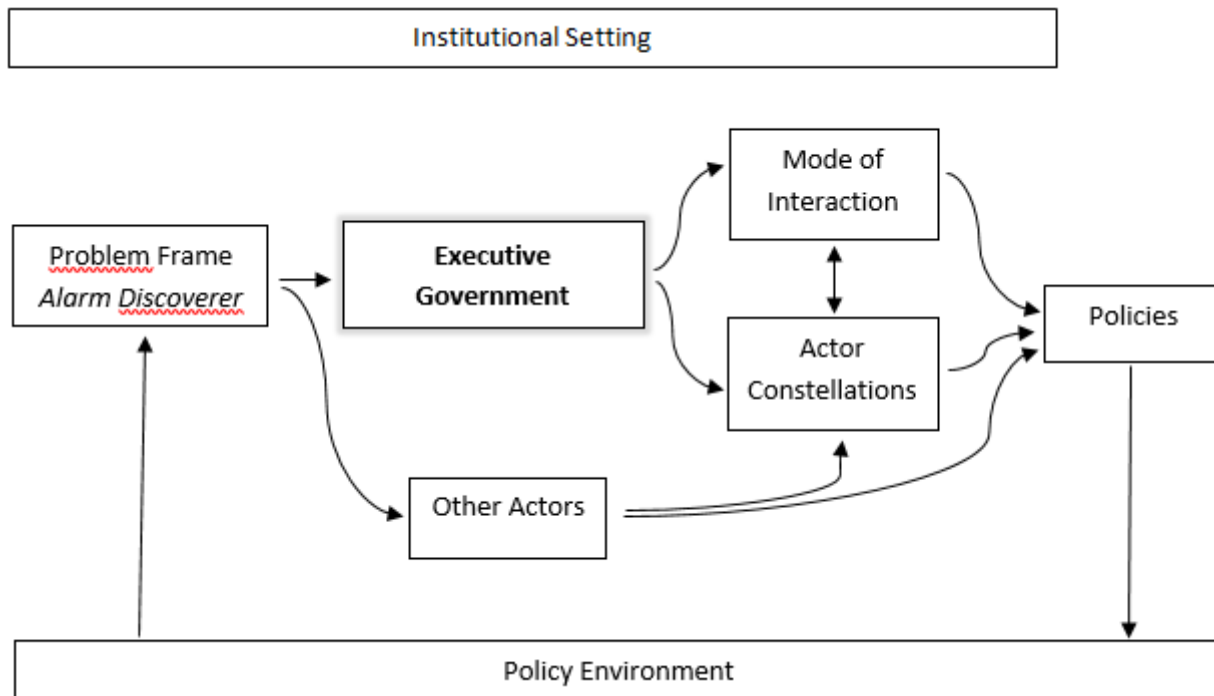 Institutional Setting
Mode of
Interaction
Problem Frame
Alarm Discoverer
Executive
Government
Policies
Actor
Constellations
Other Actors
Policy Environment